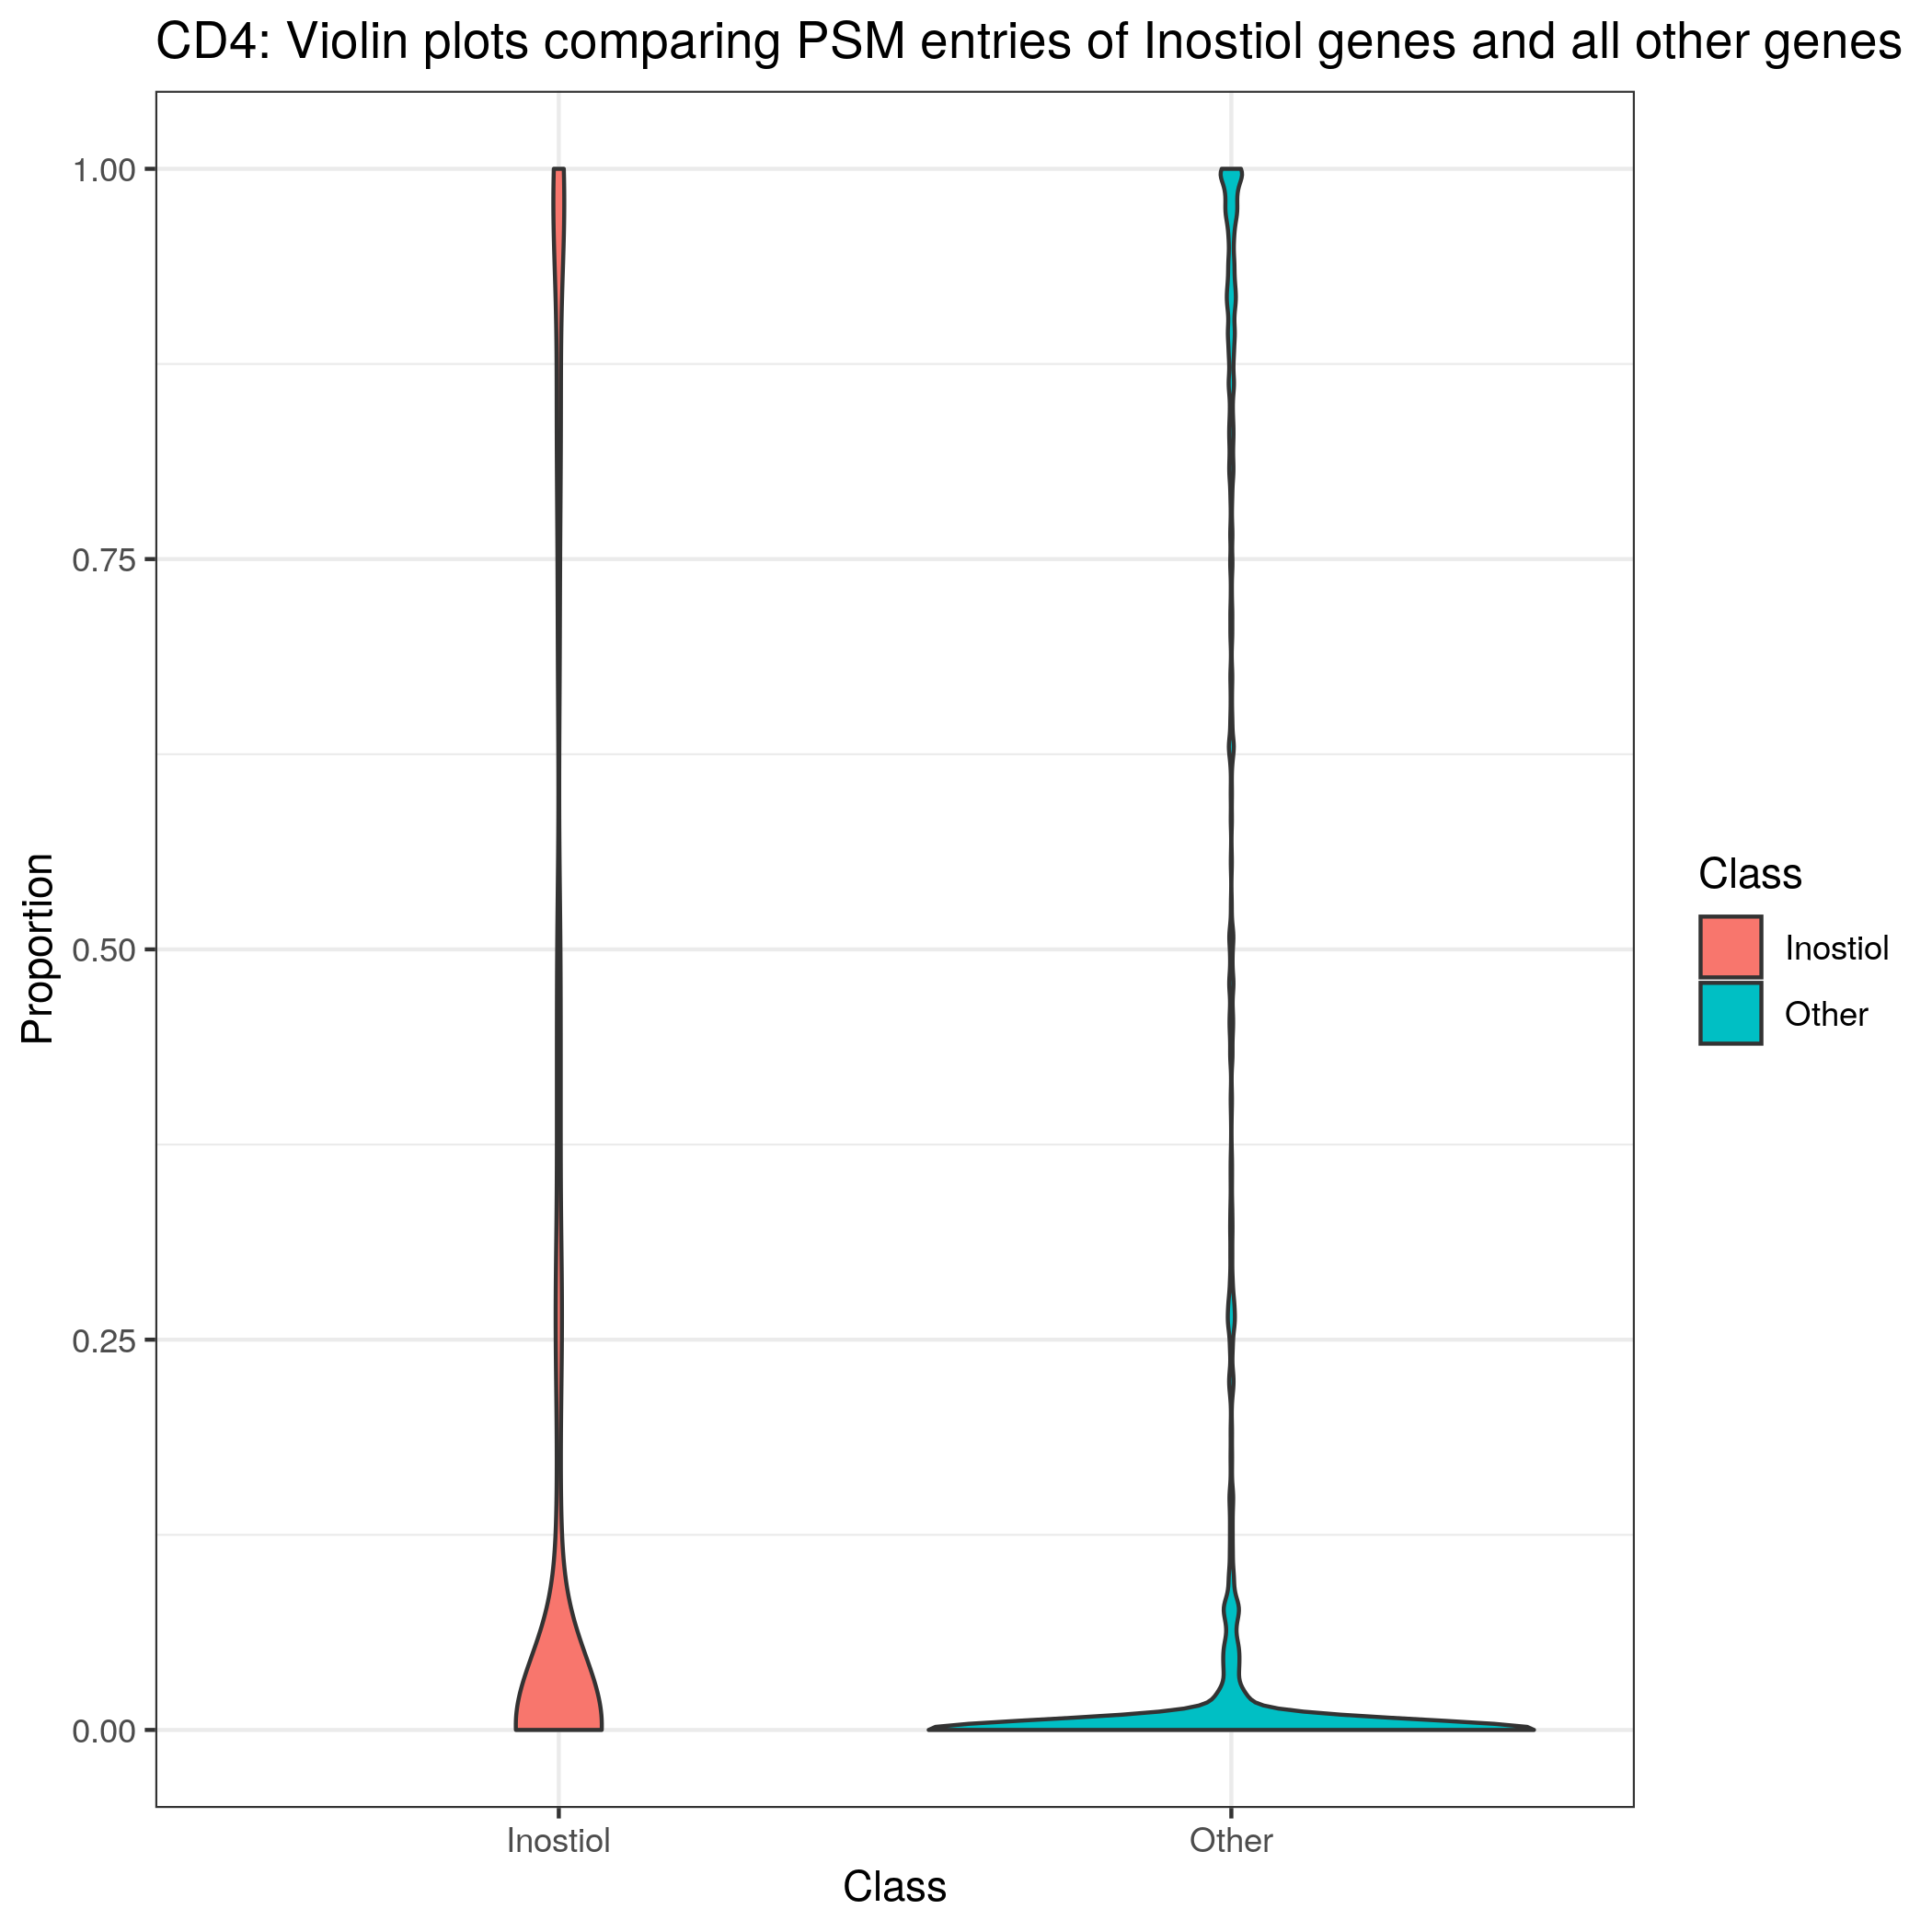 CD4: Violin plots comparing PSM entries of Inostiol genes and all other genes
1.00
0.75
0.50
0.25
0.00
Proportion
Inostiol
Other
Class
Class
Inostiol
Other